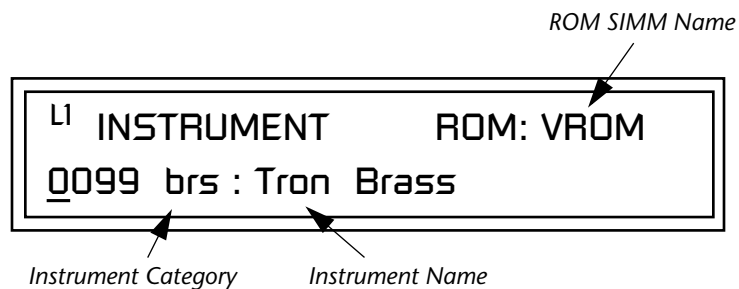 ROM SIMM Name
L1 INSTRUMENT ROM: VROM
0099 brs : Tron Brass
Instrument Category Instrument Name